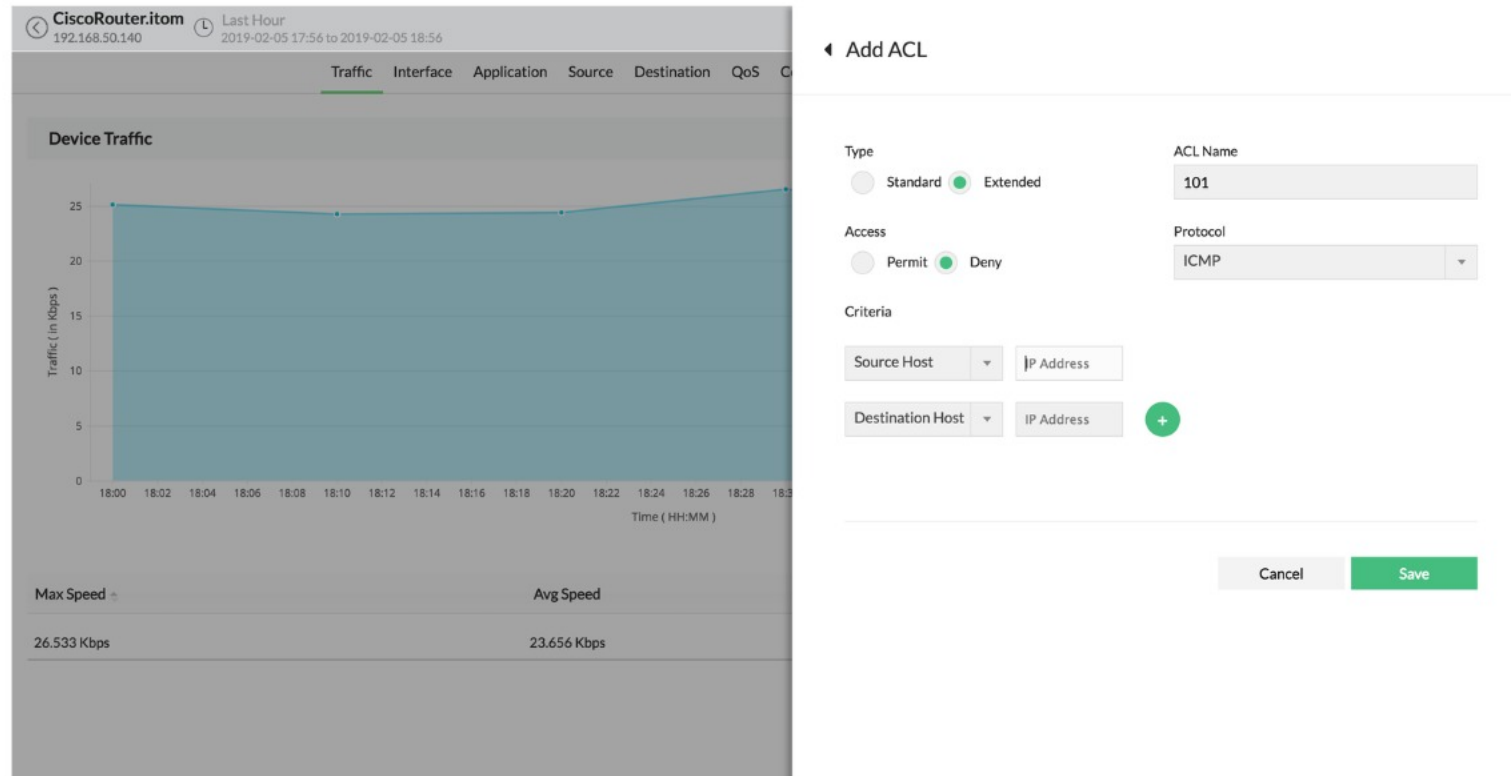 CiscoRouter.itom
192.168.50.140
Last Hour
2019-02-05 17:56 to 2019-02-05 18:56
Traffic Interface Application Source Destination QoS
Device Traffic
Traffic ( in Kbps )
25
20
15
10
5
0
18:00 18:02 18:04 18:06 18:08 18:10 18:12 18:14 18:16 18:18 18:20 18:22 18:24 18:26 18:28
Time ( HH:MM )
Max Speed Avg Speed
26.533 Kbps 23.656 Kbps
Add ACL
Type
Standard Extended
ACL Name
101
Access
Permit Deny
Protocol
ICMP
Criteria
Source Host IP Address
Destination Host IP Address +
Cancel Save